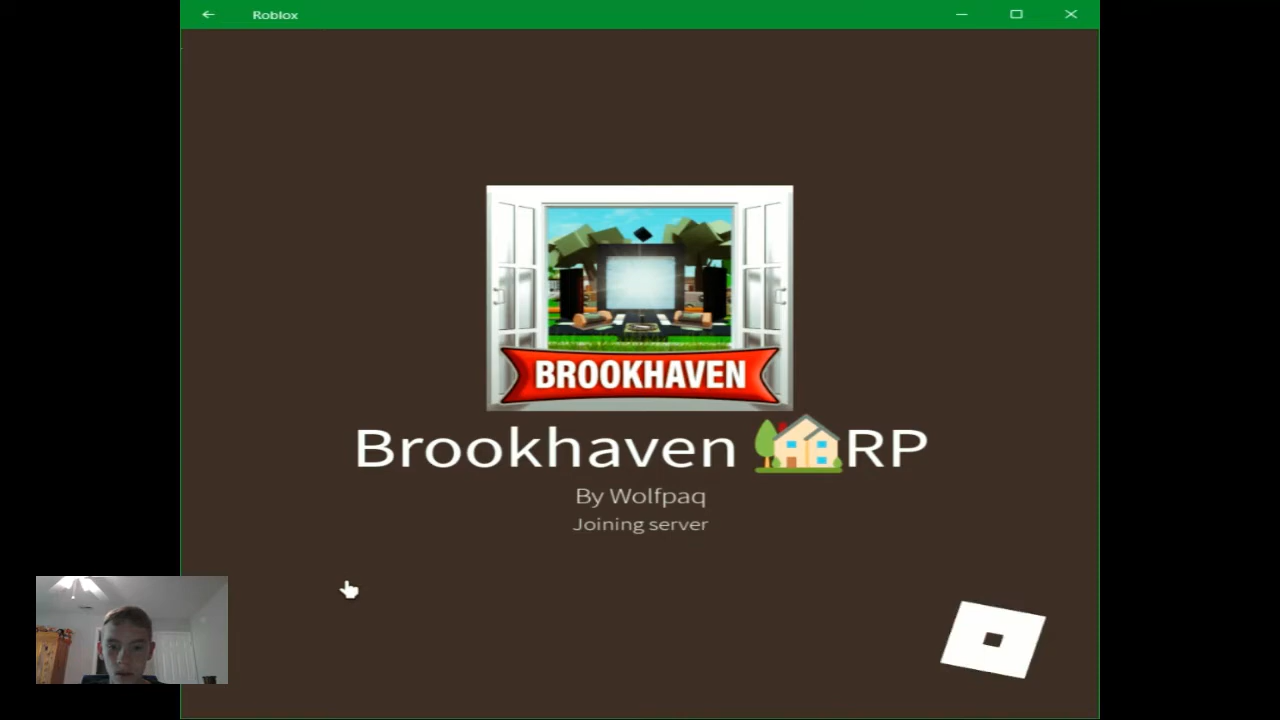 Roblox
BROOKHAVEN
Brookhaven 🏡RP
By Wolfpaq
Joining server